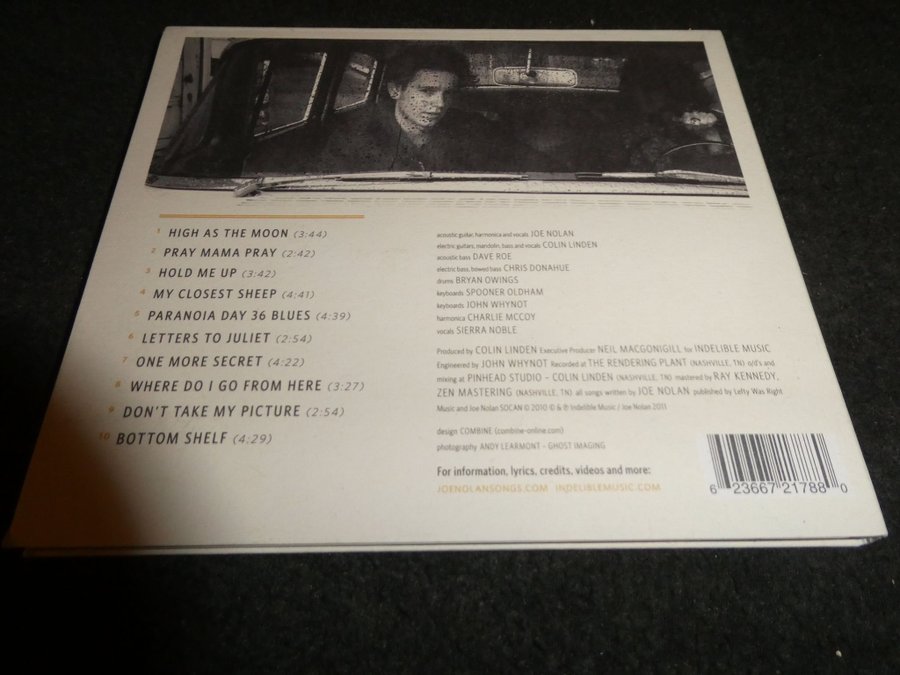 1 HIGH AS THE MOON (3:44)
2 PRAY MAMA PRAY (2:42)
3 HOLD ME UP (3:42)
4 MY CLOSEST SHEEP (4:41)
5 PARANOIA DAY 36 BLUES (4:39)
6 LETTERS TO JULIET (2:54)
7 ONE MORE SECRET (4:22)
8 WHERE DO I GO FROM HERE (3:27)
9 DON'T TAKE MY PICTURE (2:54)
10 BOTTOM SHELF (4:29)
acoustic guitar, harmonica and vocals JOE NOLAN
electric guitars, mandolin, bass and vocals COLIN LINDEN
acoustic bass DAVE ROE
electric bass, bowed bass CHRIS DONAHUE
drums BRYAN OWINGS
keyboards SPOONER OLDHAM
keyboards JOHN WHYNOT
harmonica CHARLIE MCCOY
vocals SIERRA NOBLE
Produced by COLIN LINDEN Executive Producer NEIL MACGONIGILL for INDELIBLE MUSIC
Engineered by JOHN WHYNOT Recorded at THE RENDERING PLANT (NASHVILLE, TN) o/d's and
mixing at PINHEAD STUDIO - COLIN LINDEN (NASHVILLE, TN) mastered by RAY KENNEDY,
ZEN MASTERING (NASHVILLE, TN) all songs written by JOE NOLAN published by Lefty Was Right
Music and Joe Nolan SOCAN © 2010 © & ℗ Indelible Music / Joe Nolan 2011
design COMBINE (combine-online.com)
photography ANDY LEARMONT - GHOST IMAGING
For information, lyrics, credits, videos and more:
JOENOLANSONGS.COM INDELIBLEMUSIC.COM
6 23667 21788 0